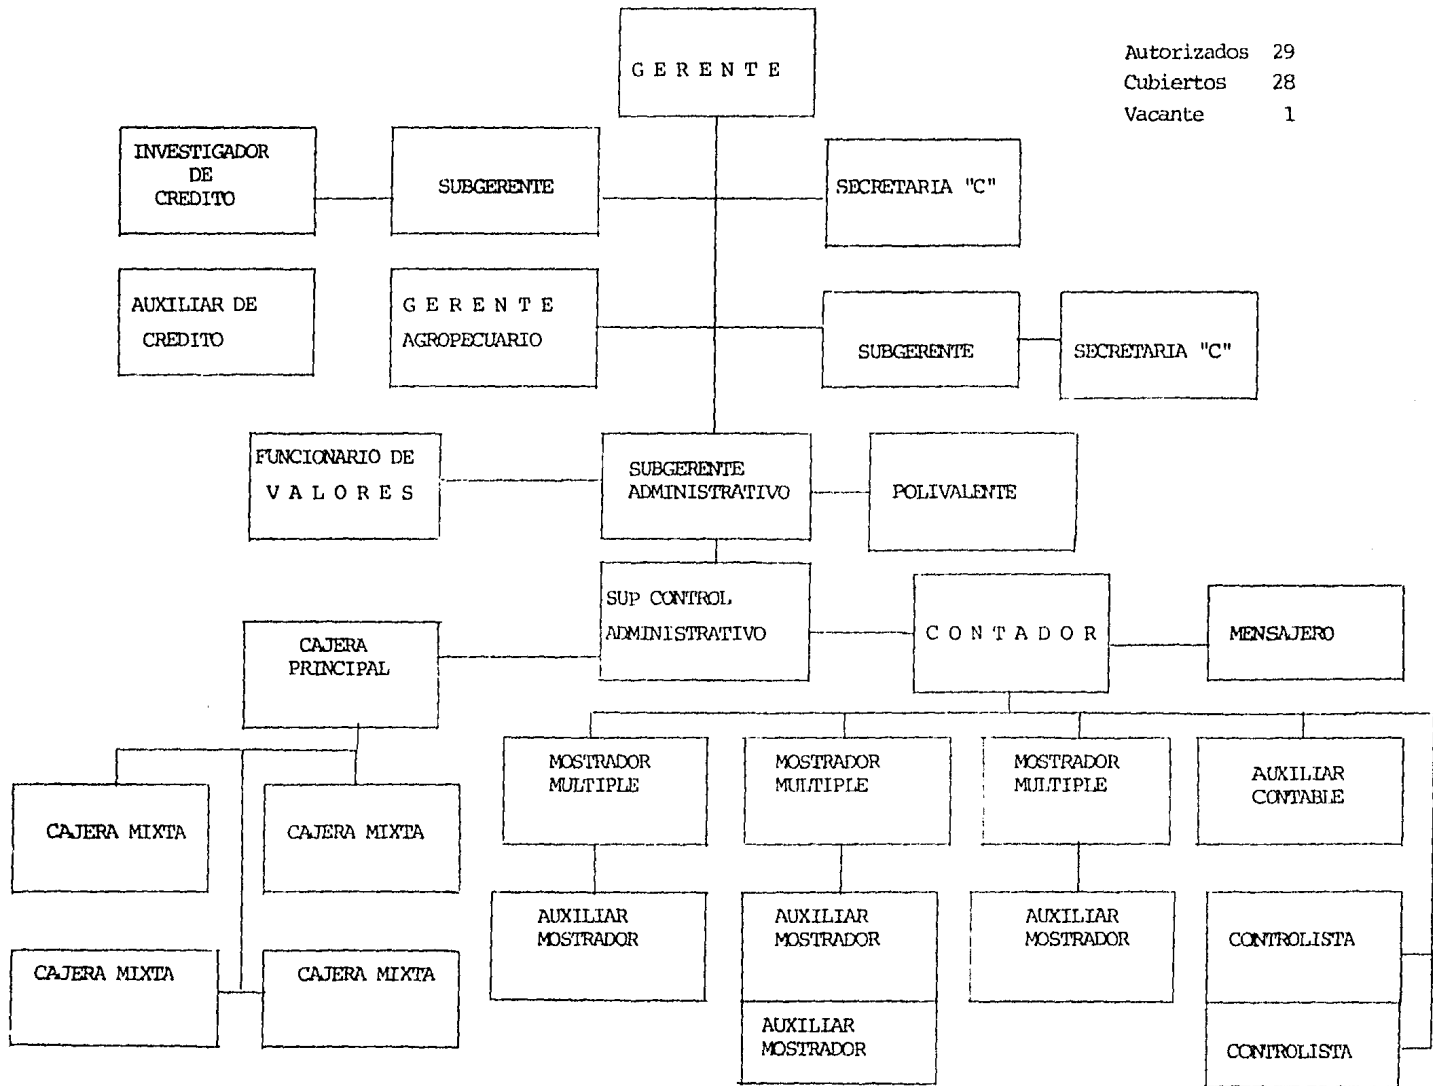 G E R E N T E
Autorizados 29
Cubiertos 28
Vacante 1
INVESTIGADOR
DE
CREDITO
SUBGERENTE
SECRETARIA "C"
AUXILIAR DE
CREDITO
G E R E N T E
AGROPECUARIO
SUBGERENTE
SECRETARIA "C"
FUNCIONARIO DE
V A L O R E S
SUBGERENTE
ADMINISTRATIVO
POLIVALENTE
SUP CONTROL
ADMINISTRATIVO
C O N T A D O R
MENSAJERO
CAJERA
PRINCIPAL
MOSTRADOR
MULTIPLE
MOSTRADOR
MULTIPLE
MOSTRADOR
MULTIPLE
AUXILIAR
CONTABLE
CAJERA MIXTA
CAJERA MIXTA
AUXILIAR
MOSTRADOR
AUXILIAR
MOSTRADOR
AUXILIAR
MOSTRADOR
CONTROLISTA
CAJERA MIXTA
CAJERA MIXTA
AUXILIAR
MOSTRADOR
CONTROLISTA